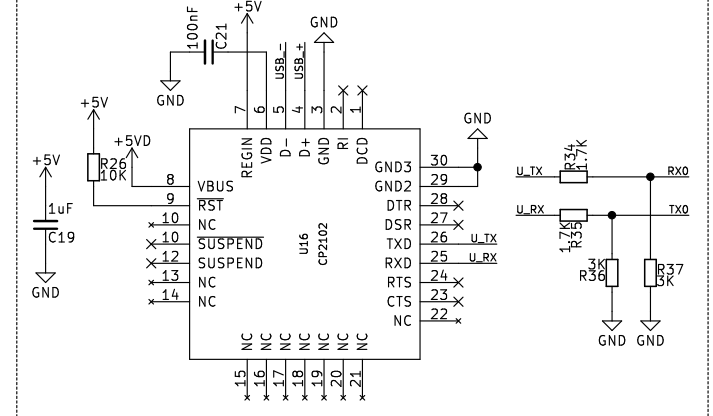 +5V
100nF
C21
GND
USB_-
USB_+
GND
7
6
5
4
3
2
1
REGIN
VDD
D-
D+
GND
RI
DCD
+5V
R26
10K
+5VD
+5V
1uF
C19
GND
8 VBUS
9 RST
10 NC
10 SUSPEND
12 SUSPEND
13 NC
14 NC
U16
CP2102
GND
GND3 30
GND2 29
DTR 28
DSR 27
TXD 26 U_TX
RXD 25 U_RX
RTS 24
CTS 23
NC 22
NC
NC
NC
NC
NC
NC
NC
15
16
17
18
19
20
21
U_TX
R34
1.7K
RX0
U_RX
1.7K
R35
TX0
3K
R36
R37
3K
GND
GND